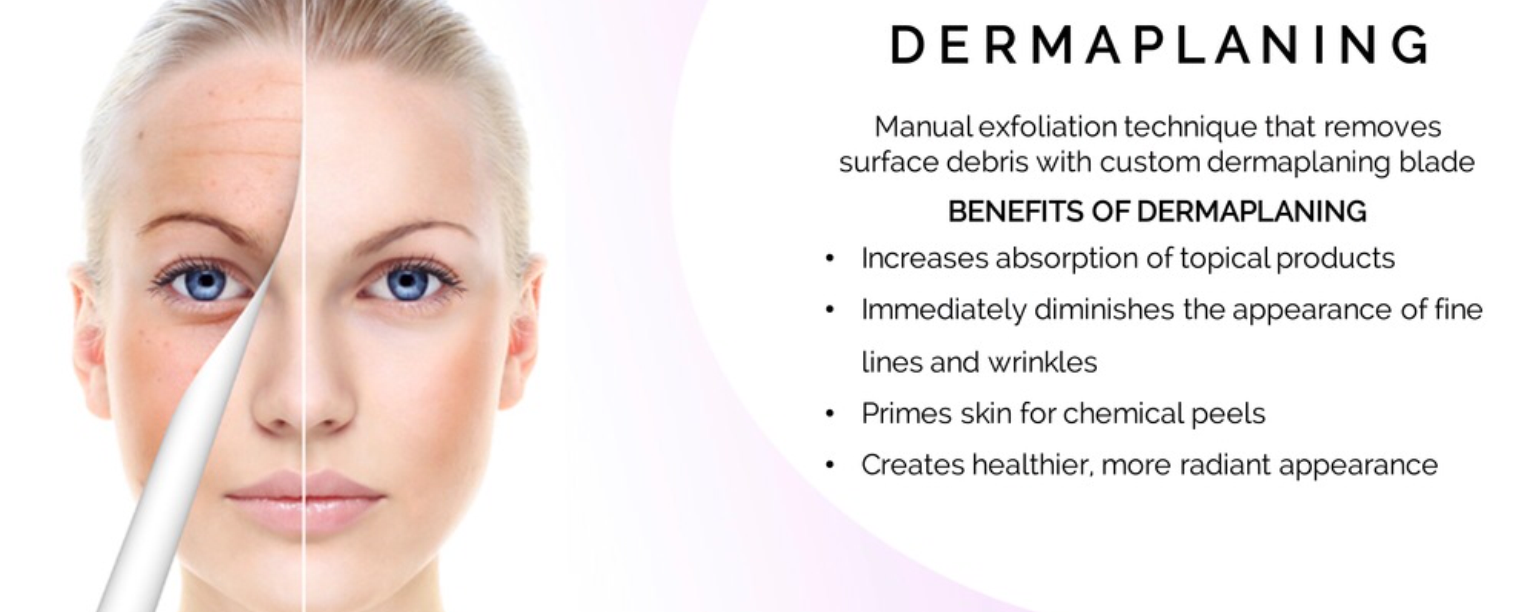 DERMAPLANING
Manual exfoliation technique that removes
surface debris with custom dermaplaning blade
BENEFITS OF DERMAPLANING
• Increases absorption of topical products
• Immediately diminishes the appearance of fine
lines and wrinkles
• Primes skin for chemical peels
• Creates healthier, more radiant appearance